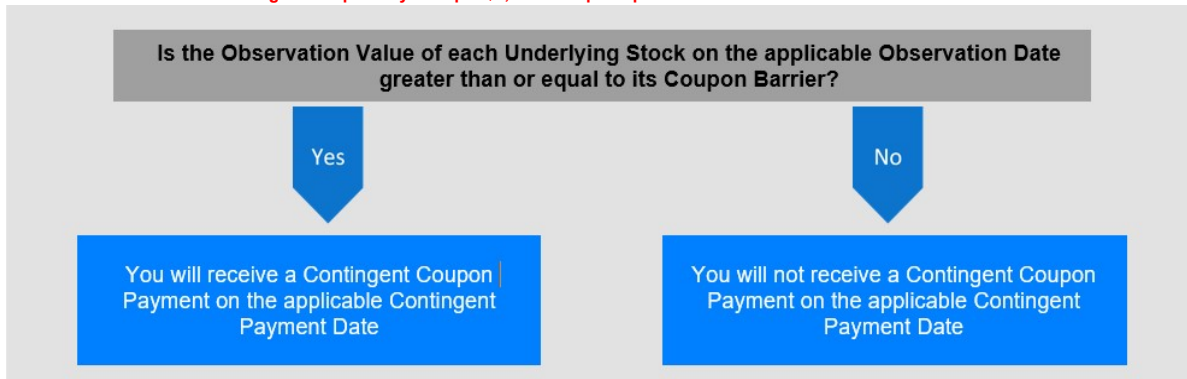 Is the Observation Value of each Underlying Stock on the applicable Observation Date
greater than or equal to its Coupon Barrier?
Yes
No
You will receive a Contingent Coupon
Payment on the applicable Contingent
Payment Date
You will not receive a Contingent Coupon
Payment on the applicable Contingent
Payment Date